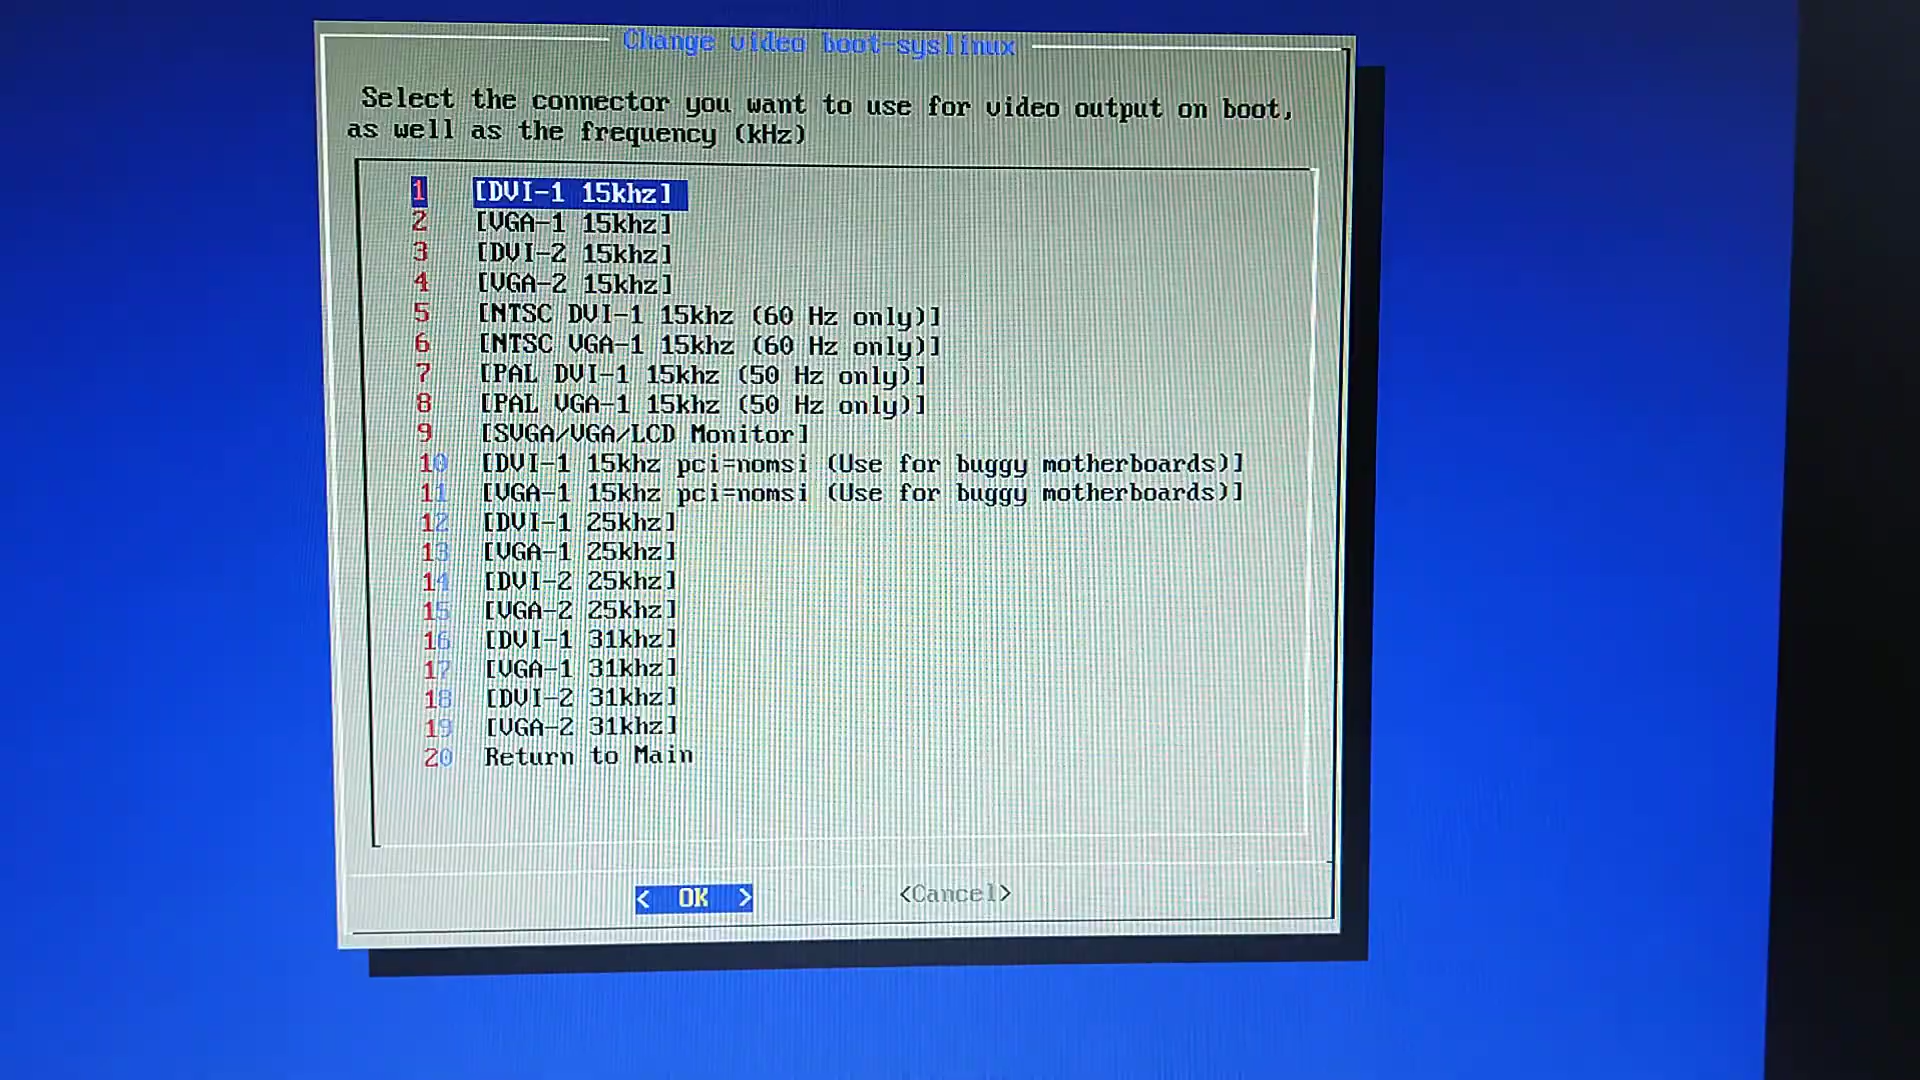 Change video boot-syslinux
Select the connector you want to use for video output on boot,
as well as the frequency (kHz)
1 [DVI-1 15khz]
2 [VGA-1 15khz]
3 [DVI-2 15khz]
4 [VGA-2 15khz]
5 [NTSC DVI-1 15khz (60 Hz only)]
6 [NTSC VGA-1 15khz (60 Hz only)]
7 [PAL DVI-1 15khz (50 Hz only)]
8 [PAL VGA-1 15khz (50 Hz only)]
9 [SVGA/VGA/LCD Monitor]
10 [DVI-1 15khz pci=nomsi (Use for buggy motherboards)]
11 [VGA-1 15khz pci=nomsi (Use for buggy motherboards)]
12 [DVI-1 25khz]
13 [VGA-1 25khz]
14 [DVI-2 25khz]
15 [VGA-2 25khz]
16 [DVI-1 31khz]
17 [VGA-1 31khz]
18 [DVI-2 31khz]
19 [VGA-2 31khz]
20 Return to Main
< OK > <Cancel>